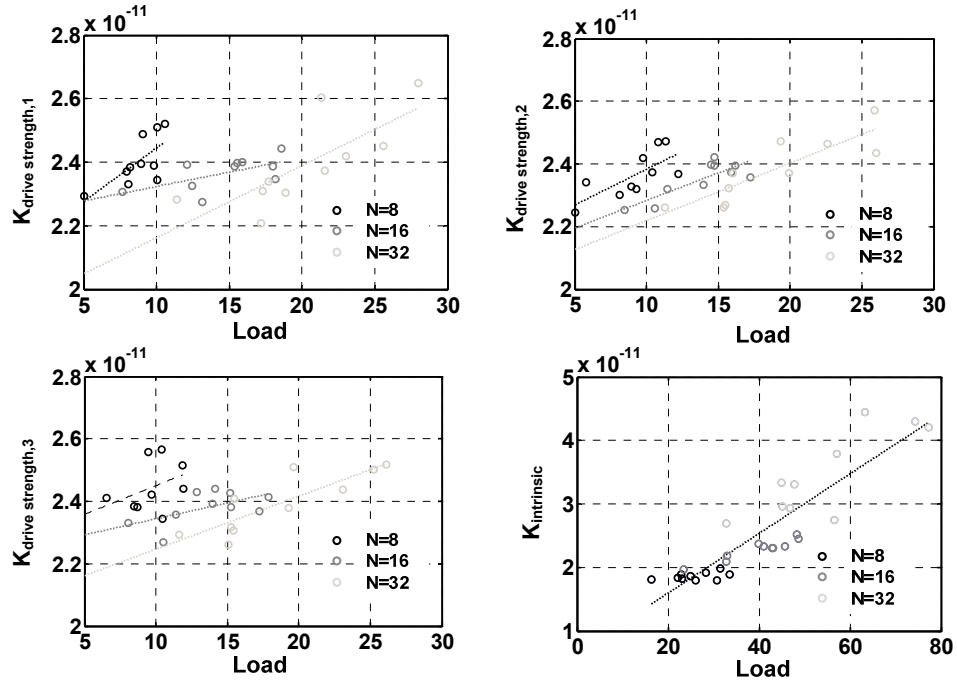 x 10-11
2.8
2.6
2.4
2.2
2
Kdrive strength,1
N=8
N=16
N=32
5 10 15 20 25 30
Load
x 10-11
2.8
2.6
2.4
2.2
2
Kdrive strength,2
N=8
N=16
N=32
5 10 15 20 25 30
Load
x 10-11
2.8
2.6
2.4
2.2
2
Kdrive strength,3
N=8
N=16
N=32
5 10 15 20 25 30
Load
x 10-11
5
4
3
2
1
Kintrinsic
N=8
N=16
N=32
0 20 40 60 80
Load